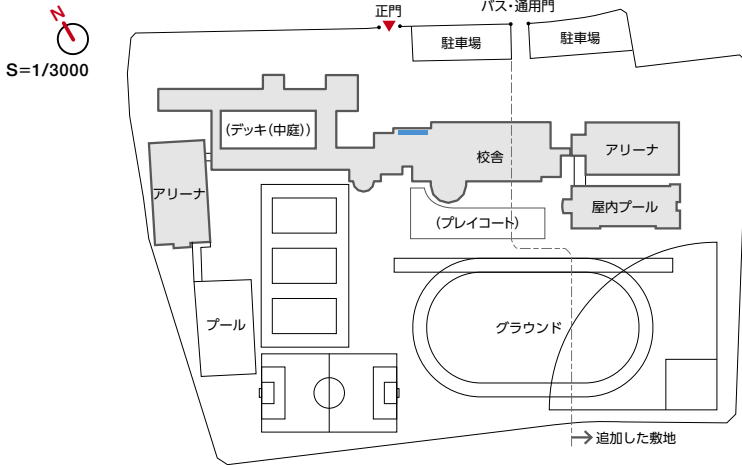 N
S=1/3000
正門
バス・通用門
駐車場
駐車場
(デッキ(中庭))
校舎
アリーナ
アリーナ
屋内プール
(プレイコート)
プール
グラウンド
追加した敷地